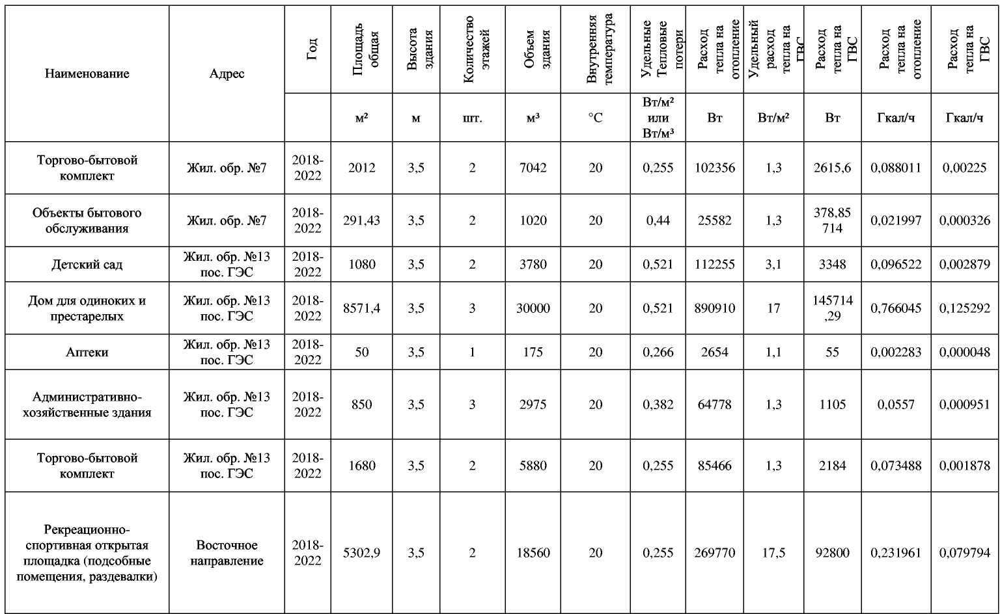 Наименование
Адрес
Год
Площадь
общая
Высота
здания
Количество
этажей
Объем
здания
Внутренняя
температура
Удельные
Тепловые
потери
Расход
тепла на
отопление
Удельный
расход
тепла на
ГВС
Расход
тепла на
ГВС
Расход
тепла на
отопление
Расход
тепла на
ГВС
м²
м
шт.
м³
°С
Вт/м²
или
Вт/м³
Вт
Вт/м²
Вт
Гкал/ч
Гкал/ч
Торгово-бытовой
комплект
Жил. обр. №7
2018-
2022
2012
3,5
2
7042
20
0,255
102356
1,3
2615,6
0,088011
0,00225
Объекты бытового
обслуживания
Жил. обр. №7
2018-
2022
291,43
3,5
2
1020
20
0,44
25582
1,3
378,85
714
0,021997
0,000326
Детский сад
Жил. обр. №13
пос. ГЭС
2018-
2022
1080
3,5
2
3780
20
0,521
112255
3,1
3348
0,096522
0,002879
Дом для одиноких и
престарелых
Жил. обр. №13
пос. ГЭС
2018-
2022
8571,4
3,5
3
30000
20
0,521
890910
17
145714
,29
0,766045
0,125292
Аптеки
Жил. обр. №13
пос. ГЭС
2018-
2022
50
3,5
1
175
20
0,266
2654
1,1
55
0,002283
0,000048
Административно-
хозяйственные здания
Жил. обр. №13
пос. ГЭС
2018-
2022
850
3,5
3
2975
20
0,382
64778
1,3
1105
0,0557
0,000951
Торгово-бытовой
комплект
Жил. обр. №13
пос. ГЭС
2018-
2022
1680
3,5
2
5880
20
0,255
85466
1,3
2184
0,073488
0,001878
Рекреационно-
спортивная открытая
площадка (подсобные
помещения, раздевалки)
Восточное
направление
2018-
2022
5302,9
3,5
2
18560
20
0,255
269770
17,5
92800
0,231961
0,079794